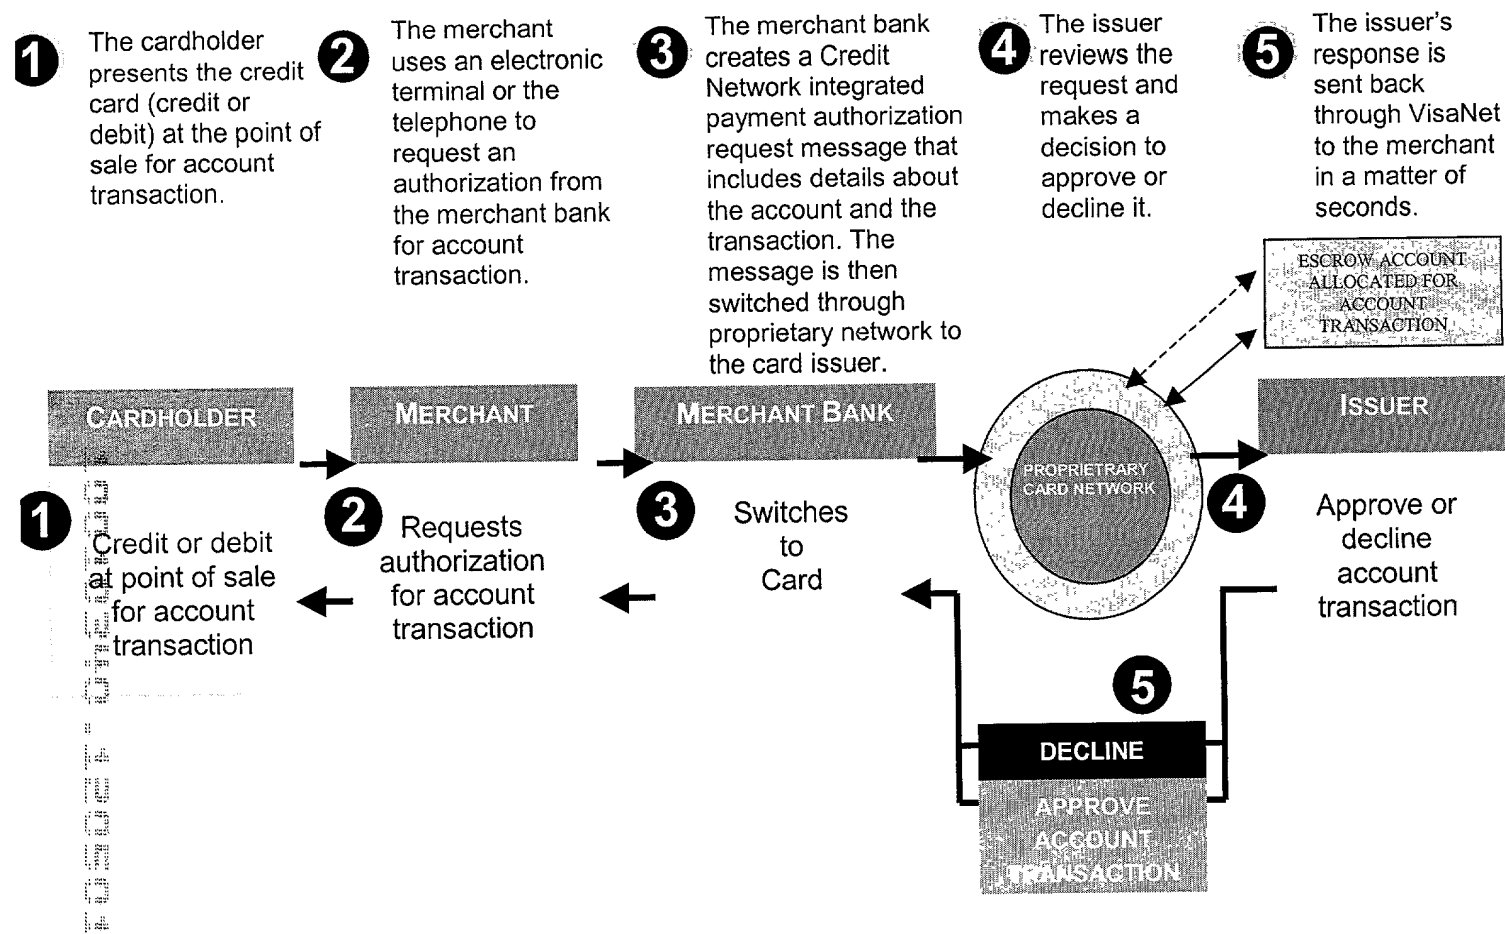 1
The cardholder
presents the credit
card (credit or
debit) at the point of
sale for account
transaction.
2
The merchant
uses an electronic
terminal or the
telephone to
request an
authorization from
the merchant bank
for account
transaction.
3
The merchant bank
creates a Credit
Network integrated
payment authorization
request message that
includes details about
the account and the
transaction. The
message is then
switched through
proprietary network to
the card issuer.
4
The issuer
reviews the
request and
makes a
decision to
approve or
decline it.
5
The issuer's
response is
sent back
through VisaNet
to the merchant
in a matter of
seconds.
ESCROW ACCOUNT
ALLOCATED FOR
ACCOUNT
TRANSACTION
CARDHOLDER
MERCHANT
MERCHANT BANK
PROPRIETRARY
CARD NETWORK
ISSUER
1
Credit or debit
at point of sale
for account
transaction
2
Requests
authorization
for account
transaction
3
Switches
to
Card
4
Approve or
decline
account
transaction
5
DECLINE
APPROVE
ACCOUNT
TRANSACTION